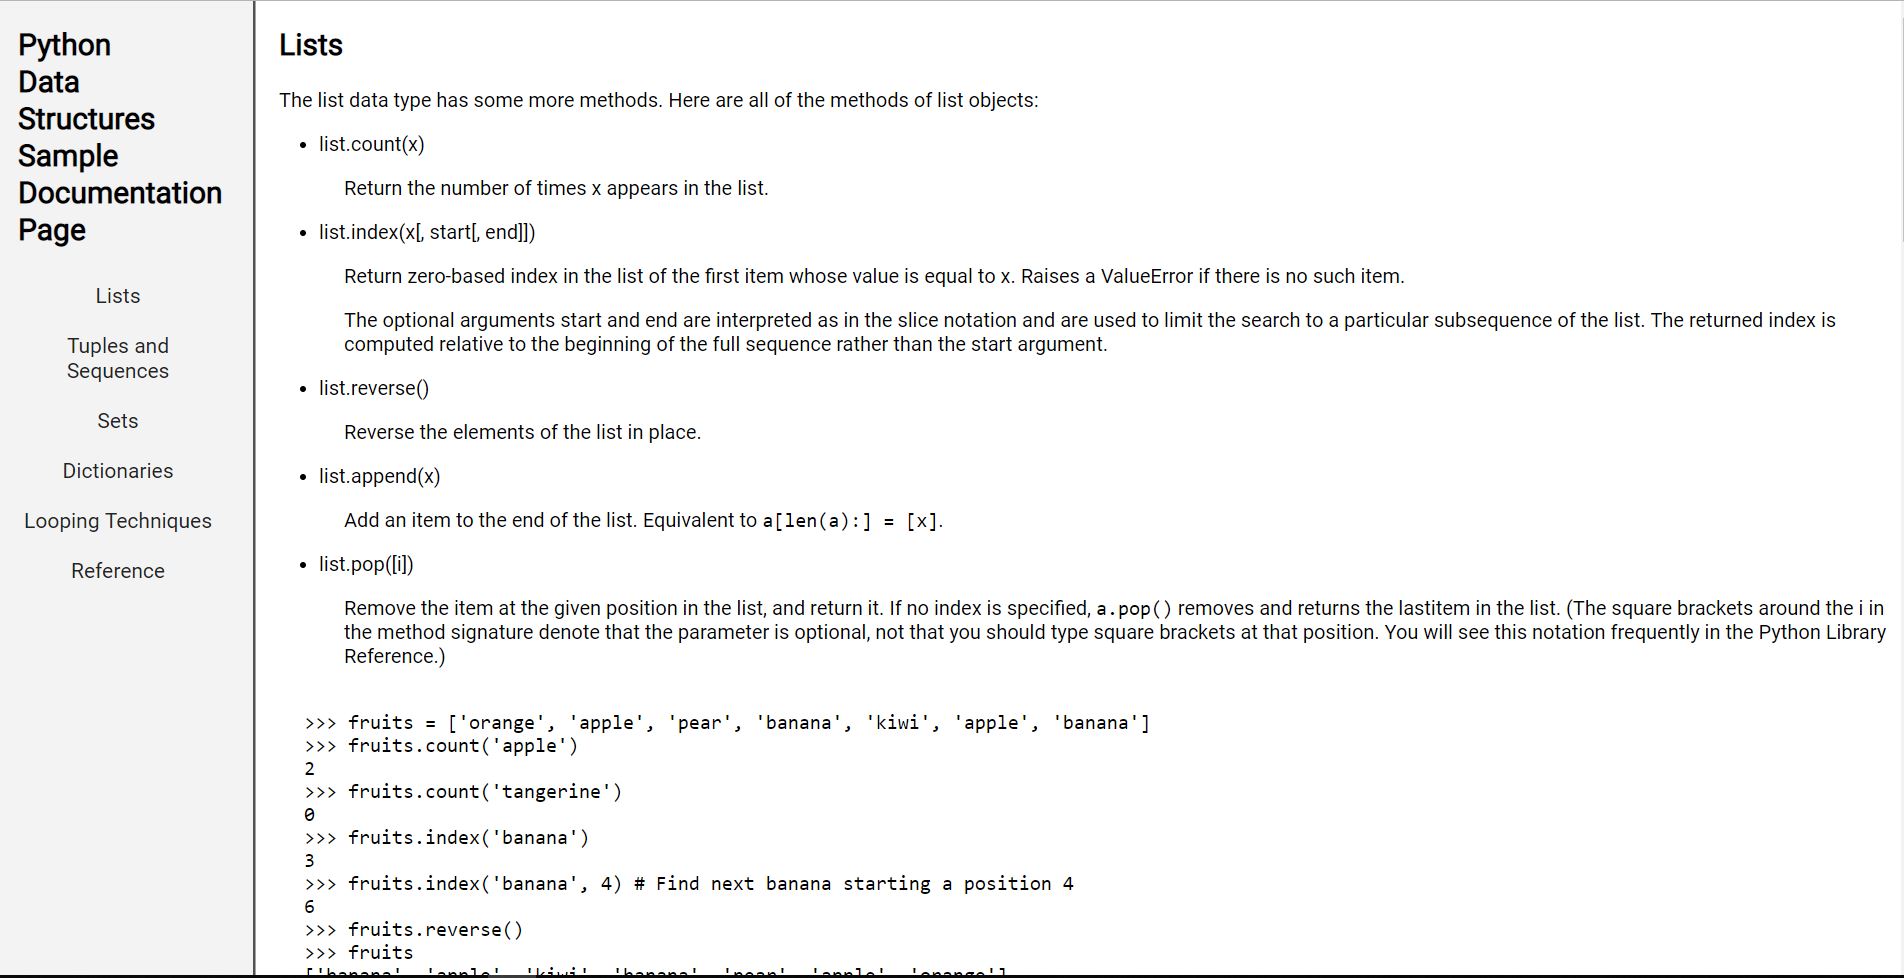 Python
Data
Structures
Sample
Documentation
Page
Lists
Tuples and
Sequences
Sets
Dictionaries
Looping Techniques
Reference
Lists
The list data type has some more methods. Here are all of the methods of list objects:
• list.count(x)
Return the number of times x appears in the list.
• list.index(x[, start[, end]])
Return zero-based index in the list of the first item whose value is equal to x. Raises a ValueError if there is no such item.
The optional arguments start and end are interpreted as in the slice notation and are used to limit the search to a particular subsequence of the list. The returned index is
computed relative to the beginning of the full sequence rather than the start argument.
• list.reverse()
Reverse the elements of the list in place.
• list.append(x)
Add an item to the end of the list. Equivalent to a[len(a):] = [x].
• list.pop([i])
Remove the item at the given position in the list, and return it. If no index is specified, a.pop() removes and returns the lastitem in the list. (The square brackets around the i in
the method signature denote that the parameter is optional, not that you should type square brackets at that position. You will see this notation frequently in the Python Library
Reference.)
>>> fruits = ['orange', 'apple', 'pear', 'banana', 'kiwi', 'apple', 'banana']
>>> fruits.count('apple')
2
>>> fruits.count('tangerine')
0
>>> fruits.index('banana')
3
>>> fruits.index('banana', 4) # Find next banana starting a position 4
6
>>> fruits.reverse()
>>> fruits
['banana', 'apple', 'kiwi', 'banana', 'pear', 'apple', 'orange']